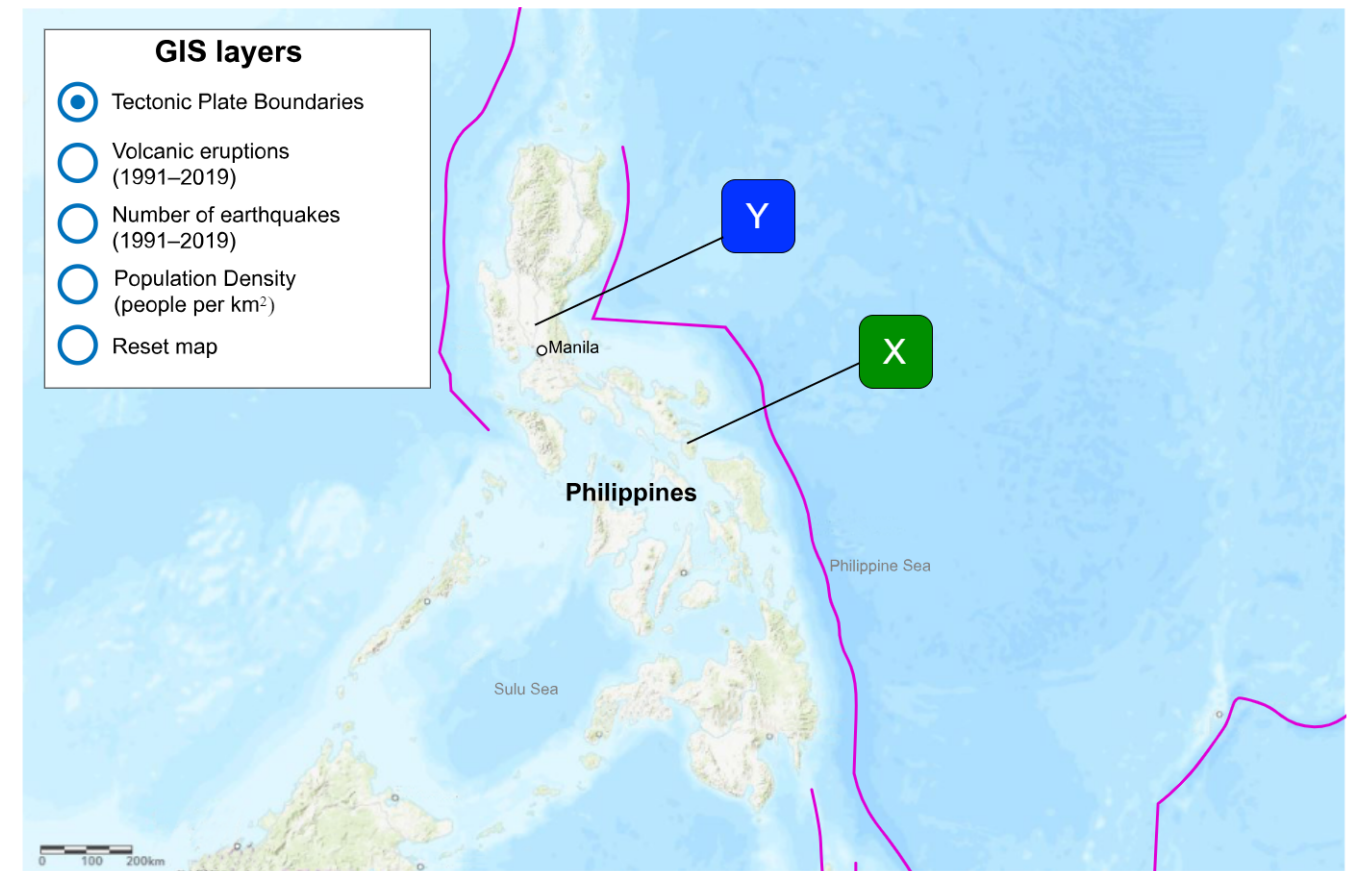 GIS layers
Tectonic Plate Boundaries
Volcanic eruptions
(1991–2019)
Number of earthquakes
(1991–2019)
Population Density
(people per km²)
Reset map
Y
X
Manila
Philippines
Philippine Sea
Sulu Sea
0 100 200km